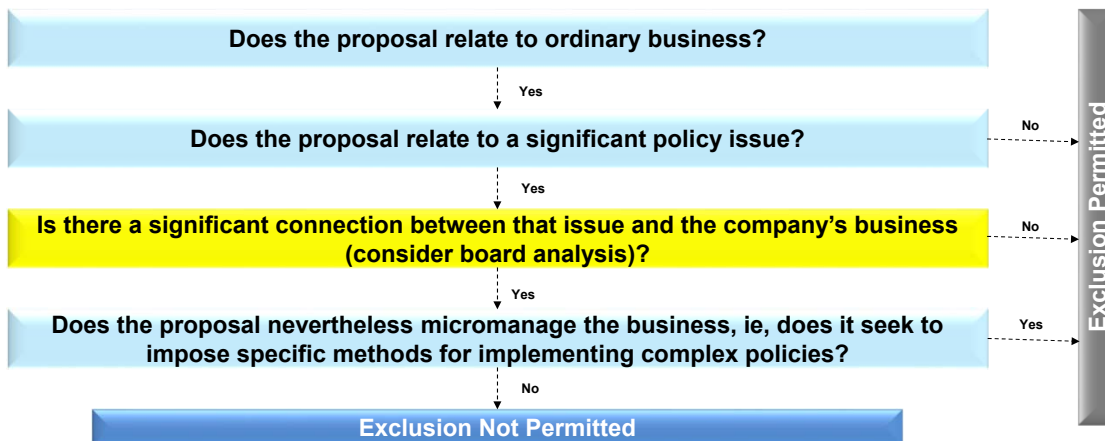 Does the proposal relate to ordinary business?
Yes
Does the proposal relate to a significant policy issue?
No
Yes
Is there a significant connection between that issue and the company’s business
(consider board analysis)?
No
Yes
Does the proposal nevertheless micromanage the business, ie, does it seek to
impose specific methods for implementing complex policies?
Yes
No
Exclusion Not Permitted
Exclusion Permitted